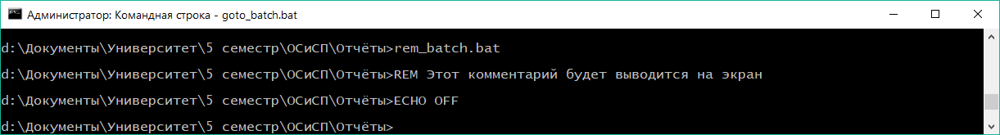 Администратор: Командная строка - goto_batch.bat
d:\Документы\Университет\5 семестр\ОСиСП\Отчёты>rem_batch.bat
d:\Документы\Университет\5 семестр\ОСиСП\Отчёты>REM Этот комментарий будет выводится на экран
d:\Документы\Университет\5 семестр\ОСиСП\Отчёты>ECHO OFF
d:\Документы\Университет\5 семестр\ОСиСП\Отчёты>